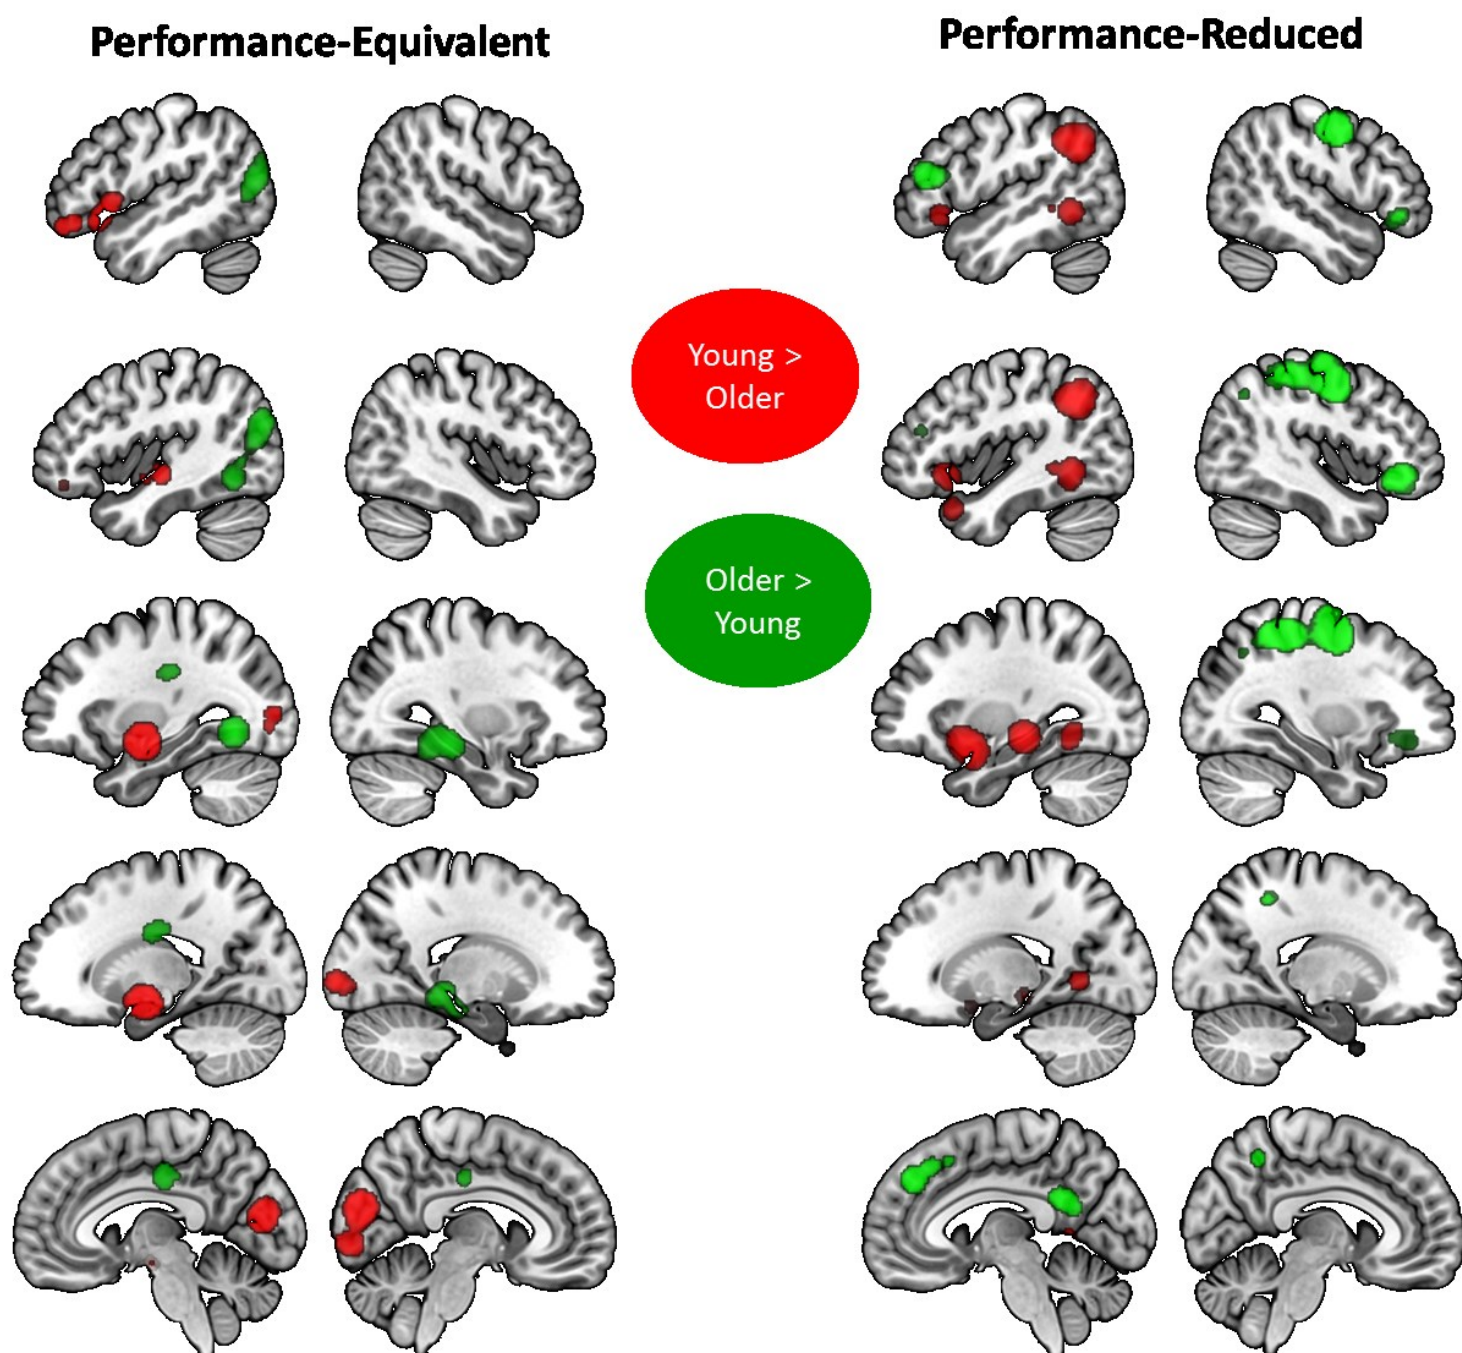 Performance-Equivalent
Performance-Reduced
Young >
Older
Older >
Young